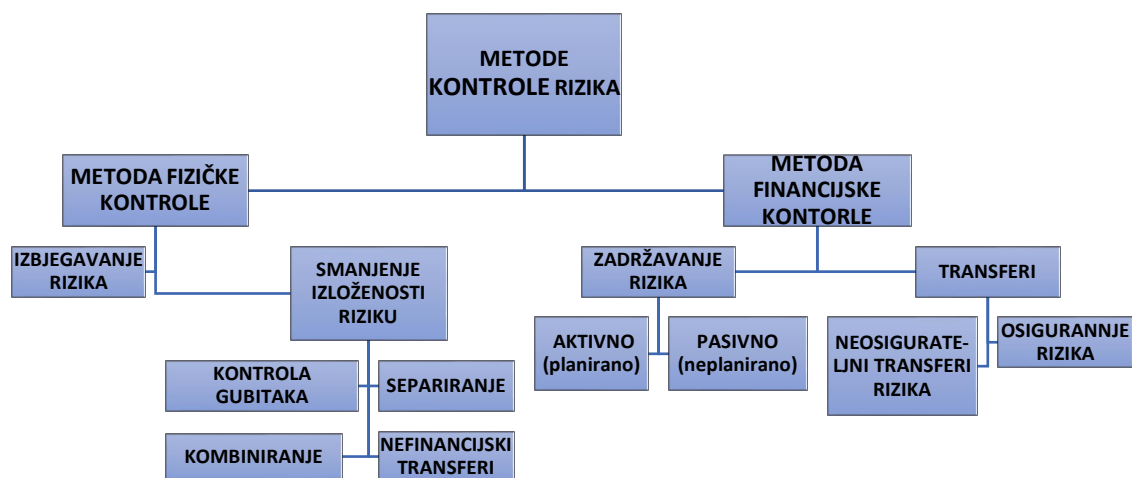 METODE
KONTROLE RIZIKA
METODA FIZIČKE
KONTROLE
METODA
FINANCIJSKE
KONTORLE
IZBJEGAVANJE
RIZIKA
SMANJENJE
IZLOŽENOSTI
RIZIKU
ZADRŽAVANJE
RIZIKA
TRANSFERI
KONTROLA
GUBITAKA
SEPARIRANJE
KOMBINIRANJE
NEFINANCIJSKI
TRANSFERI
AKTIVNO
(planirano)
PASIVNO
(neplanirano)
NEOSIGURATE-
LJNI TRANSFERI
RIZIKA
OSIGURANNJE
RIZIKA